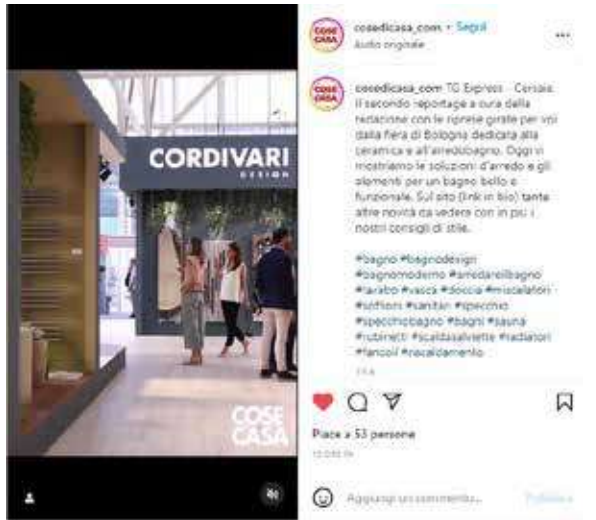 CORDIVARI
DESIGN
COSE
CASA
COSE
CASA
cosedicasa_com • Segui
Audio originale
COSE
CASA
cosedicasa_com TG Express - Cersaie.
Il secondo reportage a cura della
redazione con le riprese girate per voi
dalla fiera di Bologna dedicata alla
ceramica e all'arredobagno. Oggi vi
mostriamo le soluzioni d'arredo e gli
elementi per un bagno bello e
funzionale. Sul sito (link in bio) tante
altre novità da vedere con in più i
nostri consigli di stile.
#bagno #bagnodesign
#bagnomoderno #arredareilbagno
#lavabo #vasca #doccia #miscelatori
#soffioni #sanitari #specchio
#specchiobagno #bagni #sauna
#rubinetti #scaldasalviette #radiatori
#fancoil #riscaldamento
Piace a 53 persone
Aggiungi un commento...
Pubblica